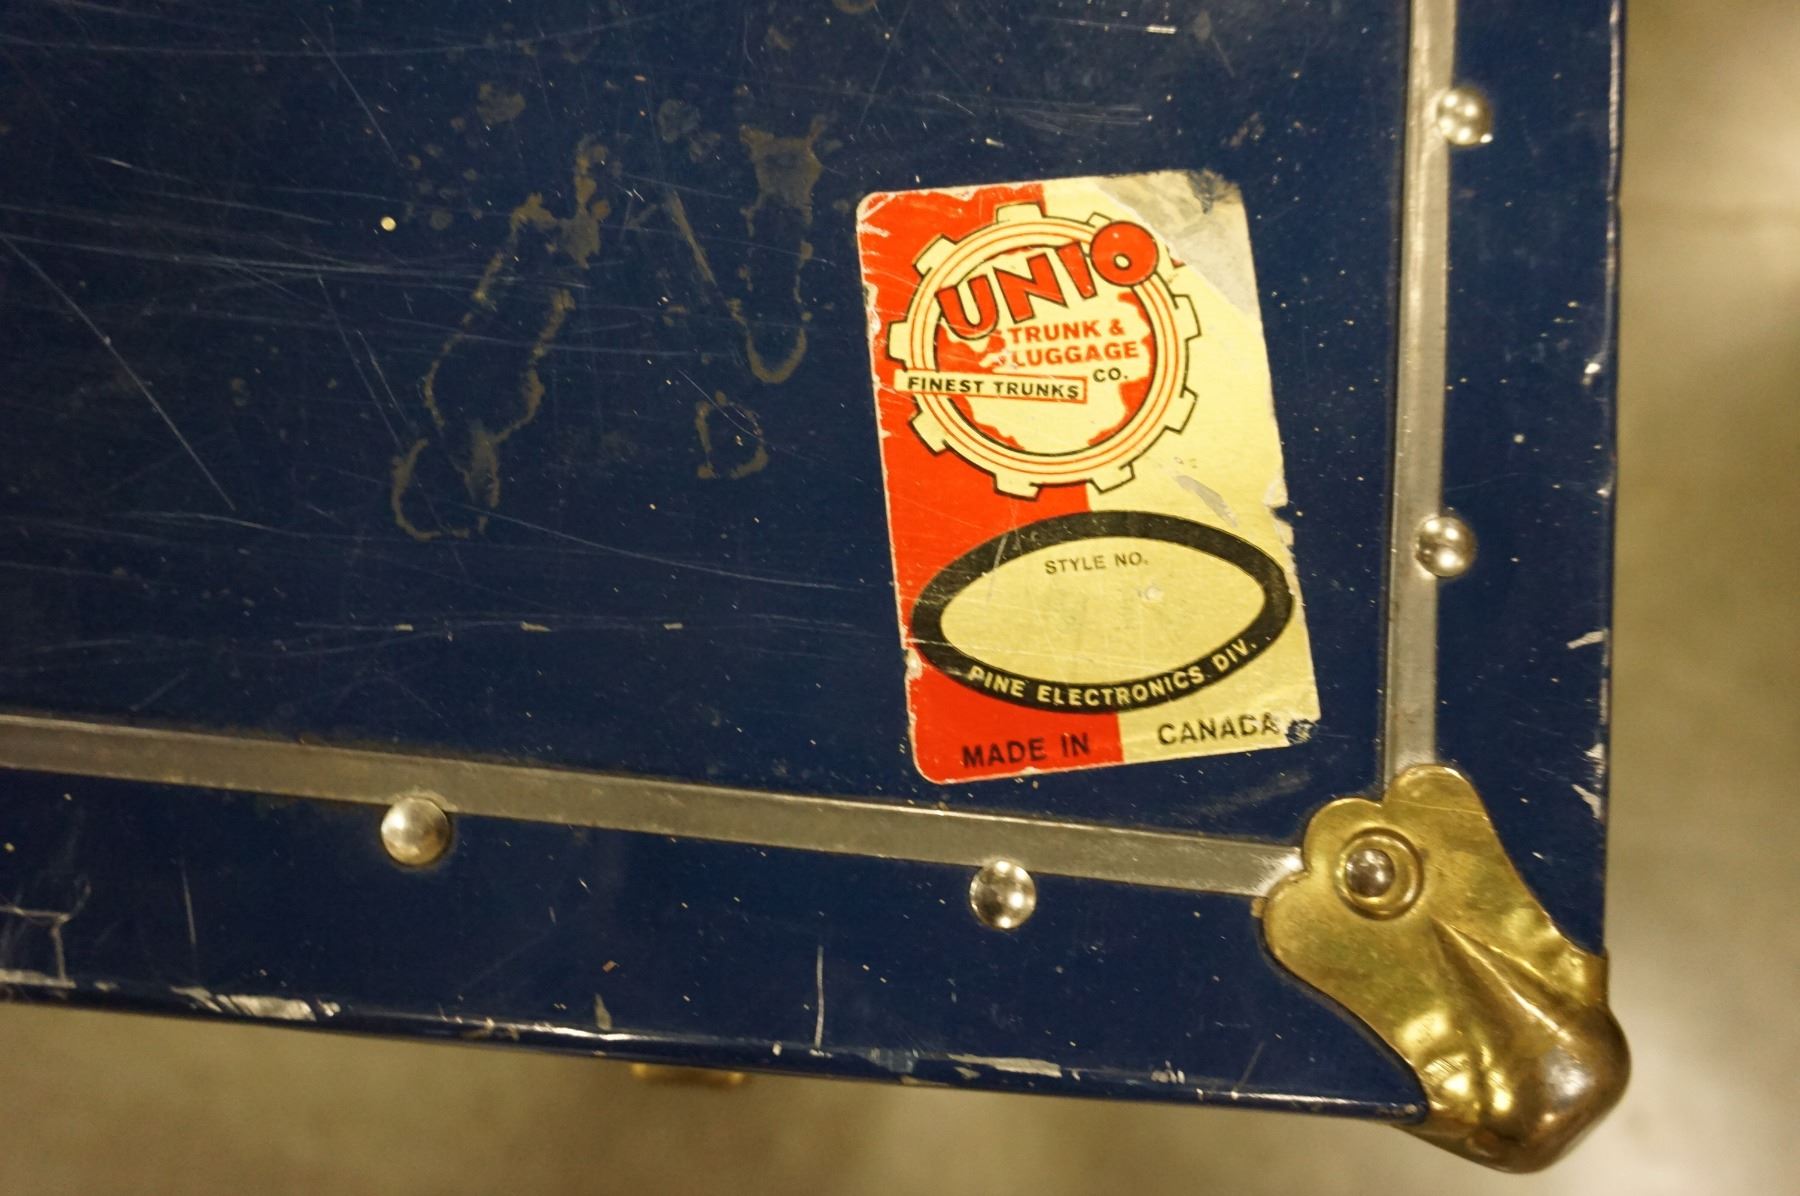 UNIO
TRUNK &
LUGGAGE
CO.
FINEST TRUNKS
STYLE NO.
PINE ELECTRONICS DIV.
MADE IN CANADA